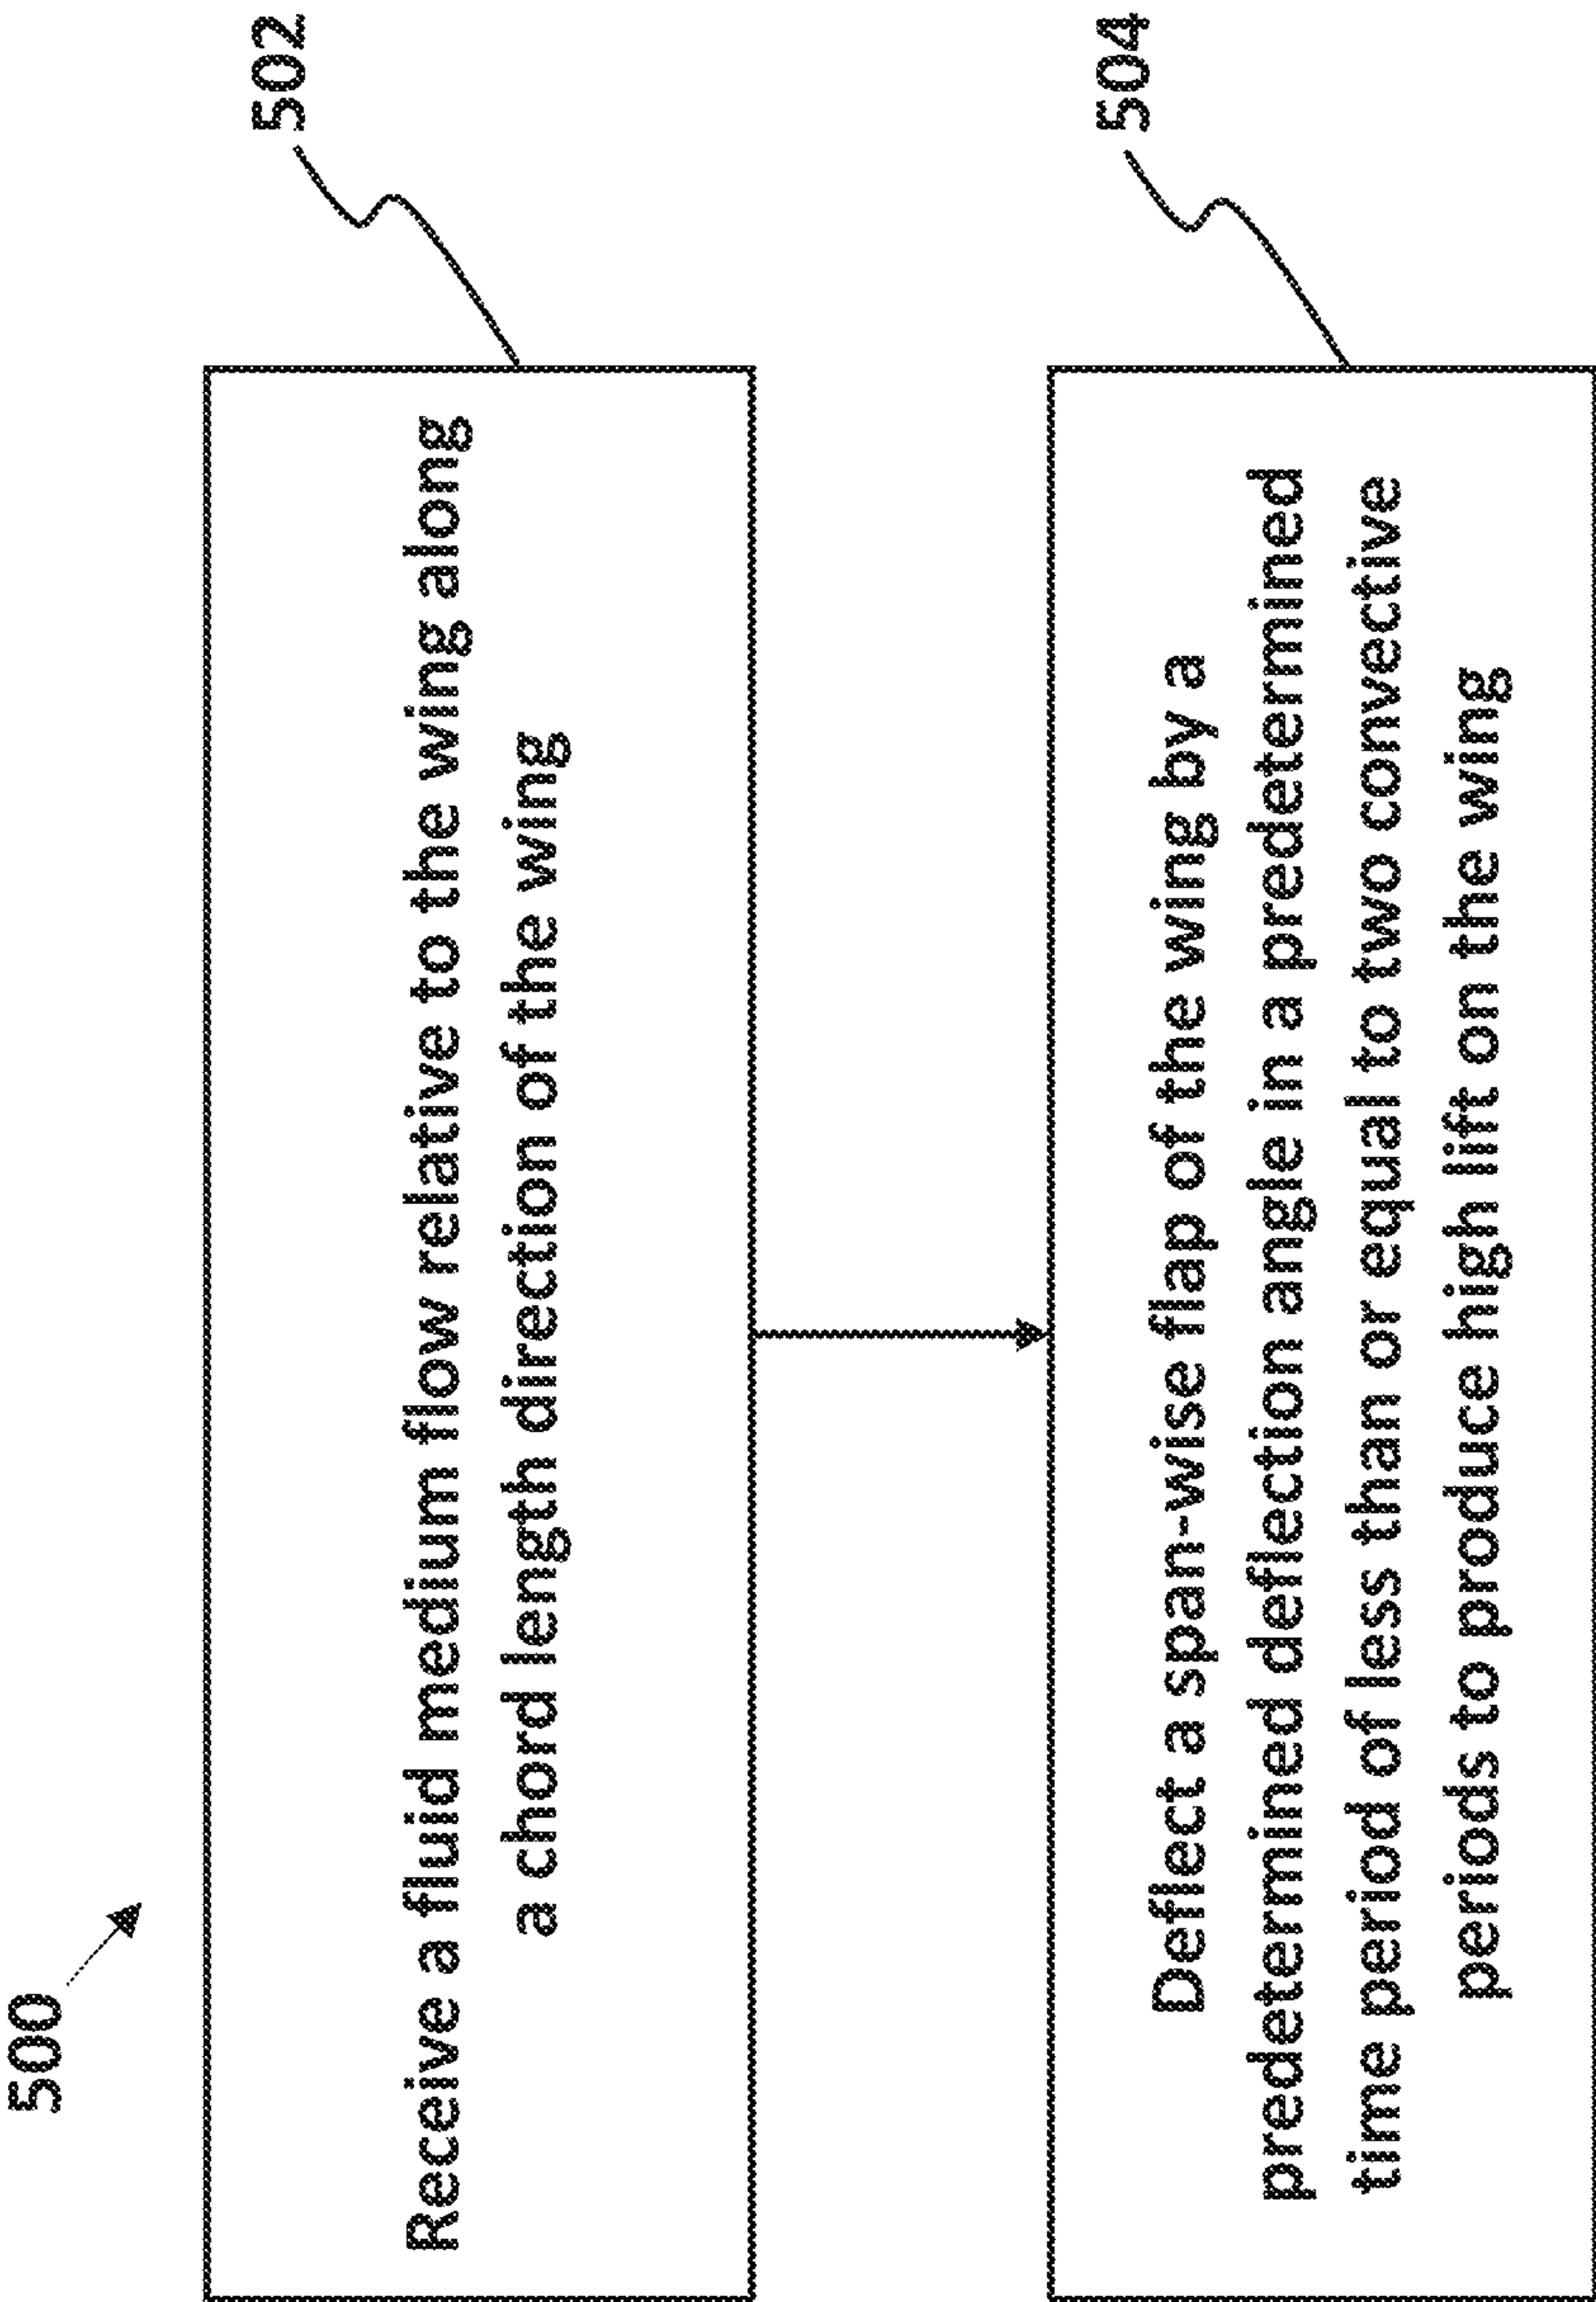 500
502
Receive a fluid medium flow relative to the wing along
a chord length direction of the wing
504
Deflect a span-wise flap of the wing by a
predetermined deflection angle in a predetermined
time period of less than or equal to two convective
periods to produce high lift on the wing